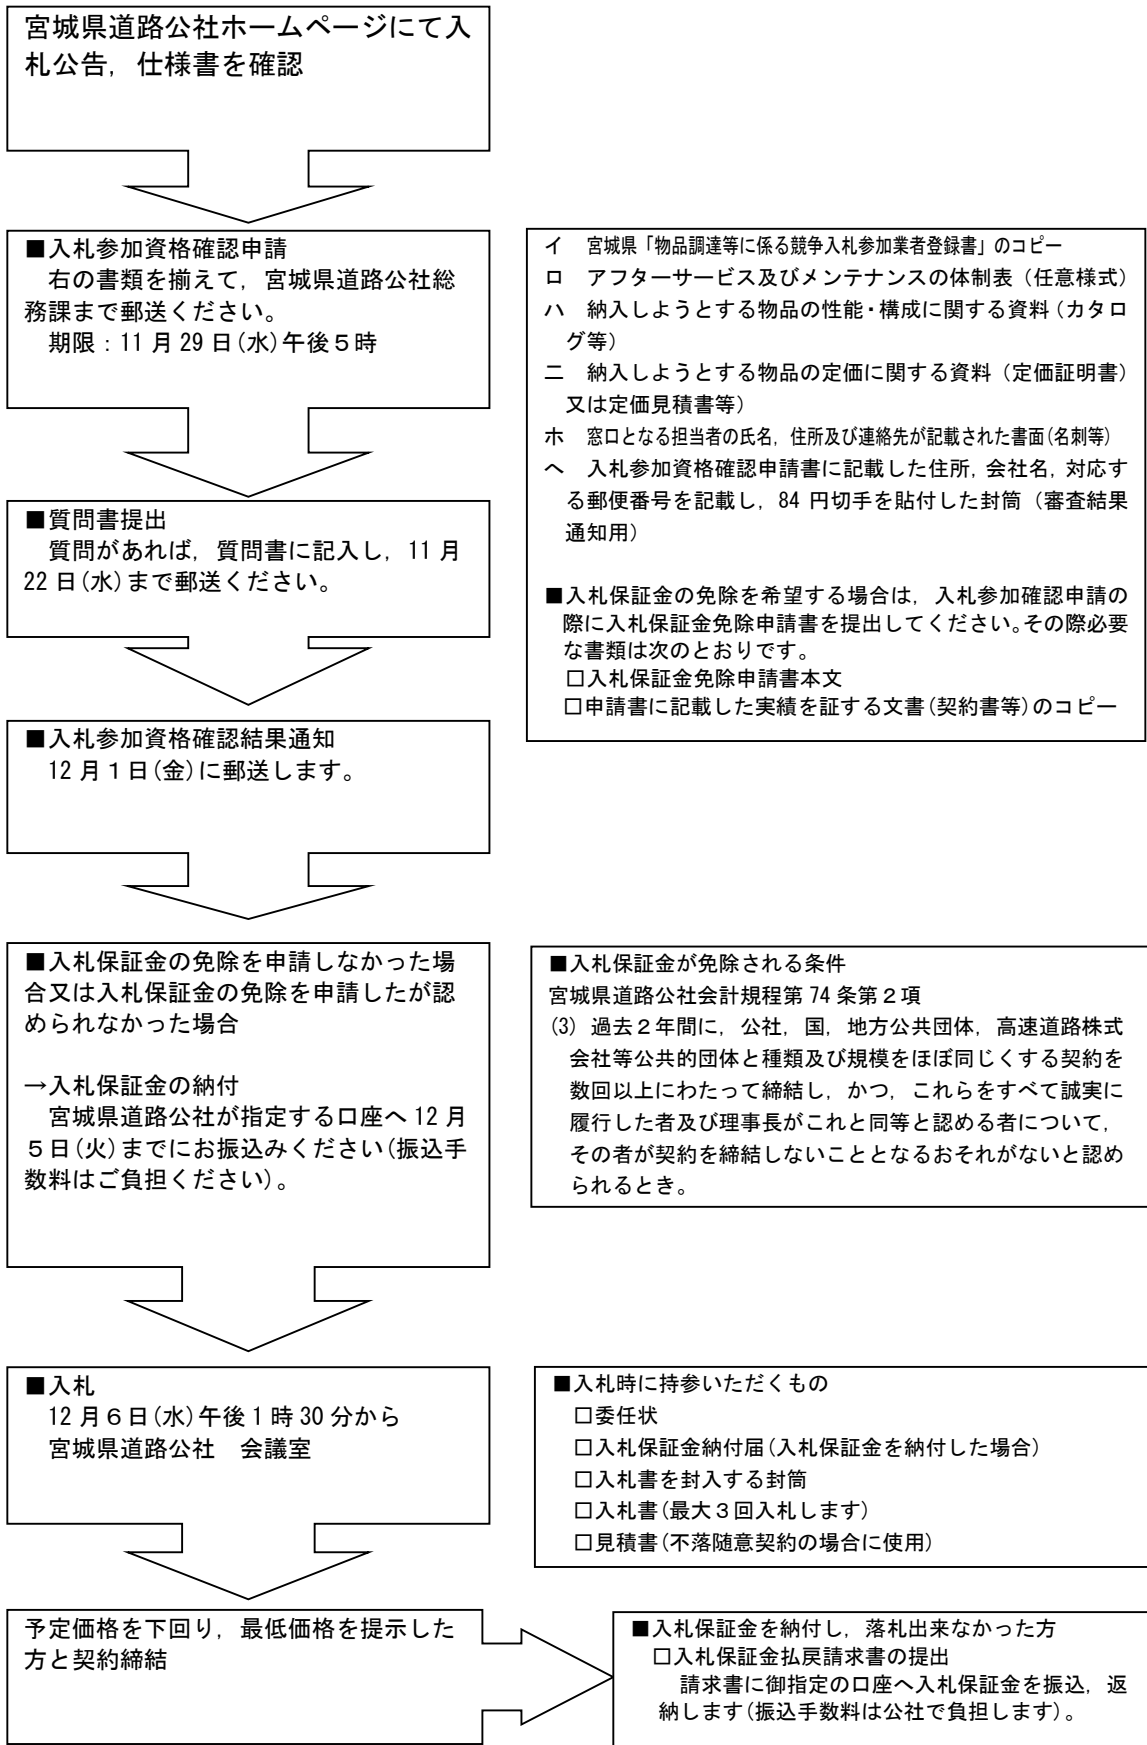 宮城県道路公社ホームページにて入
札公告，仕様書を確認
■入札参加資格確認申請
右の書類を揃えて，宮城県道路公社総
務課まで郵送ください。
期限：11月29日(水)午後５時
イ　宮城県「物品調達等に係る競争入札参加業者登録書」のコピー
ロ　アフターサービス及びメンテナンスの体制表（任意様式）
ハ　納入しようとする物品の性能・構成に関する資料（カタロ
グ等）
ニ　納入しようとする物品の定価に関する資料（定価証明書）
又は定価見積書等）
ホ　窓口となる担当者の氏名，住所及び連絡先が記載された書面(名刺等)
ヘ　入札参加資格確認申請書に記載した住所，会社名，対応す
る郵便番号を記載し，84円切手を貼付した封筒（審査結果
通知用）
■入札保証金の免除を希望する場合は，入札参加確認申請の
際に入札保証金免除申請書を提出してください。その際必要
な書類は次のとおりです。
□入札保証金免除申請書本文
□申請書に記載した実績を証する文書(契約書等)のコピー
■質問書提出
質問があれば，質問書に記入し，11月
22日(水)まで郵送ください。
■入札参加資格確認結果通知
12月１日(金)に郵送します。
■入札保証金の免除を申請しなかった場
合又は入札保証金の免除を申請したが認
められなかった場合
→入札保証金の納付
宮城県道路公社が指定する口座へ12月
５日(火)までにお振込みください(振込手
数料はご負担ください)。
■入札保証金が免除される条件
宮城県道路公社会計規程第74条第２項
(3) 過去２年間に，公社，国，地方公共団体，高速道路株式
会社等公共的団体と種類及び規模をほぼ同じくする契約を
数回以上にわたって締結し，かつ，これらをすべて誠実に
履行した者及び理事長がこれと同等と認める者について，
その者が契約を締結しないこととなるおそれがないと認め
られるとき。
■入札
12月６日(水)午後1時30分から
宮城県道路公社　会議室
■入札時に持参いただくもの
□委任状
□入札保証金納付届(入札保証金を納付した場合)
□入札書を封入する封筒
□入札書(最大３回入札します)
□見積書(不落随意契約の場合に使用)
予定価格を下回り，最低価格を提示した
方と契約締結
■入札保証金を納付し，落札出来なかった方
□入札保証金払戻請求書の提出
請求書に御指定の口座へ入札保証金を振込，返
納します(振込手数料は公社で負担します)。